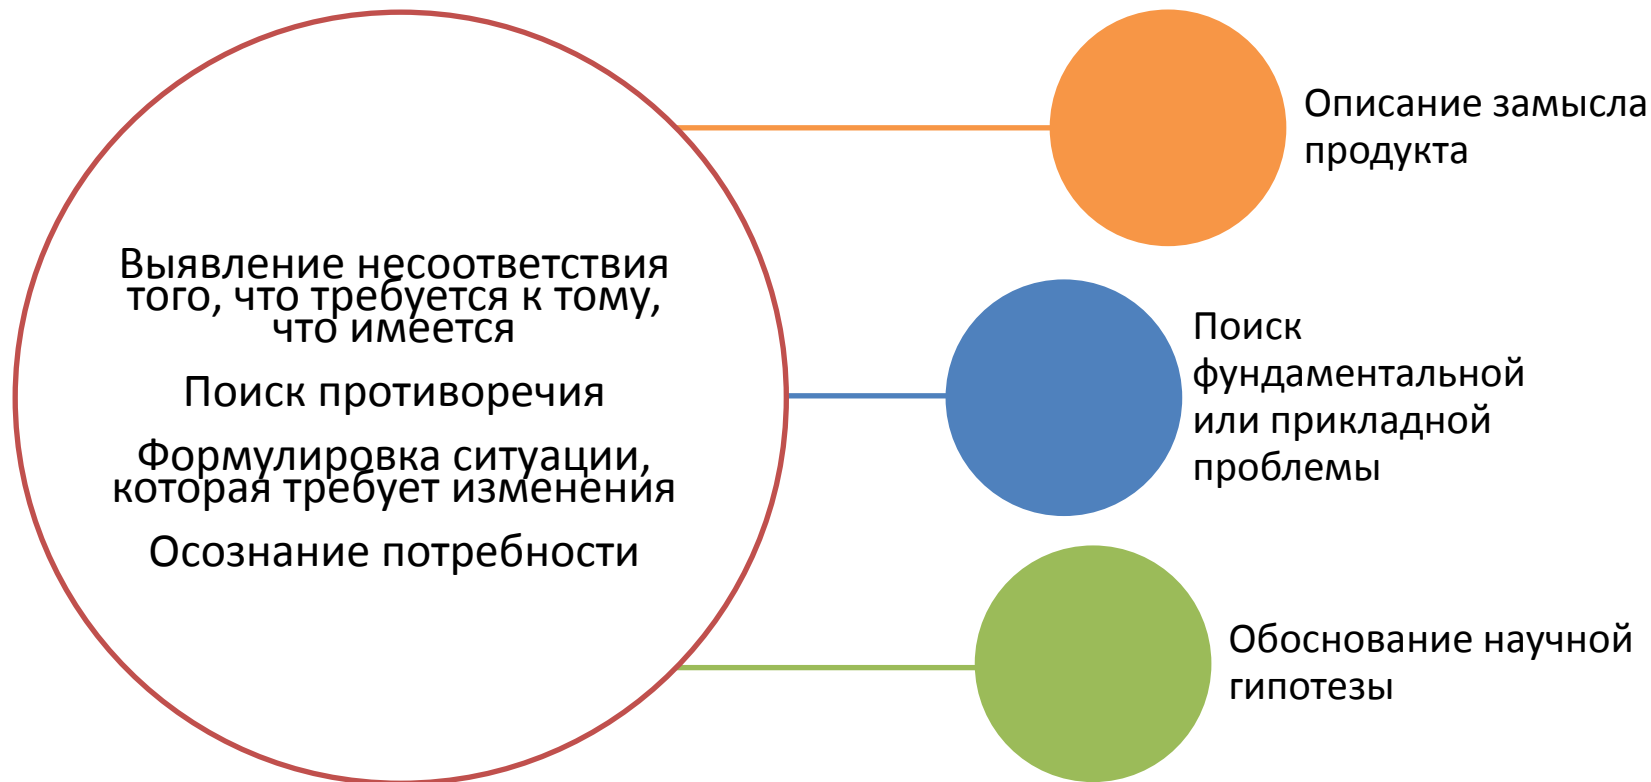 Выявление несоответствия
того, что требуется к тому,
что имеется
Поиск противоречия
Формулировка ситуации,
которая требует изменения
Осознание потребности
Описание замысла
продукта
Поиск
фундаментальной
или прикладной
проблемы
Обоснование научной
гипотезы